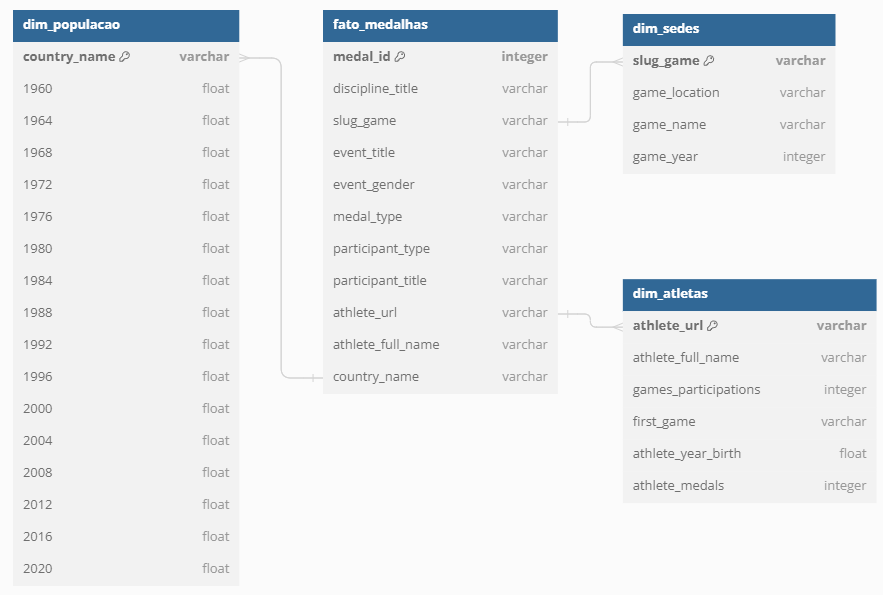 dim_populacao
country_name varchar
1960 float
1964 float
1968 float
1972 float
1976 float
1980 float
1984 float
1988 float
1992 float
1996 float
2000 float
2004 float
2008 float
2012 float
2016 float
2020 float
fato_medalhas
medal_id integer
discipline_title varchar
slug_game varchar
event_title varchar
event_gender varchar
medal_type varchar
participant_type varchar
participant_title varchar
athlete_url varchar
athlete_full_name varchar
country_name varchar
dim_sedes
slug_game varchar
game_location varchar
game_name varchar
game_year integer
dim_atletas
athlete_url varchar
athlete_full_name varchar
games_participations integer
first_game varchar
athlete_year_birth float
athlete_medals integer